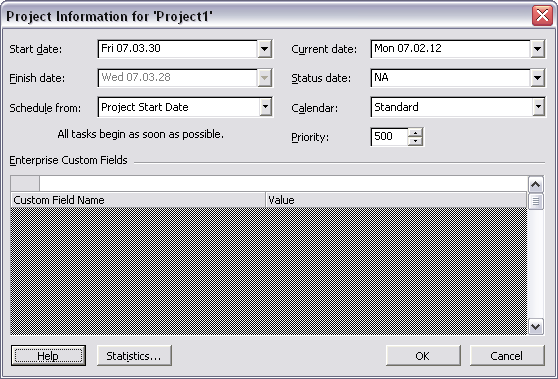 Project Information for 'Project1'
Start date: Fri 07.03.30 Current date: Mon 07.02.12
Finish date: Wed 07.03.28 Status date: NA
Schedule from: Project Start Date Calendar: Standard
All tasks begin as soon as possible. Priority: 500
Enterprise Custom Fields
Custom Field Name Value
Help Statistics... OK Cancel